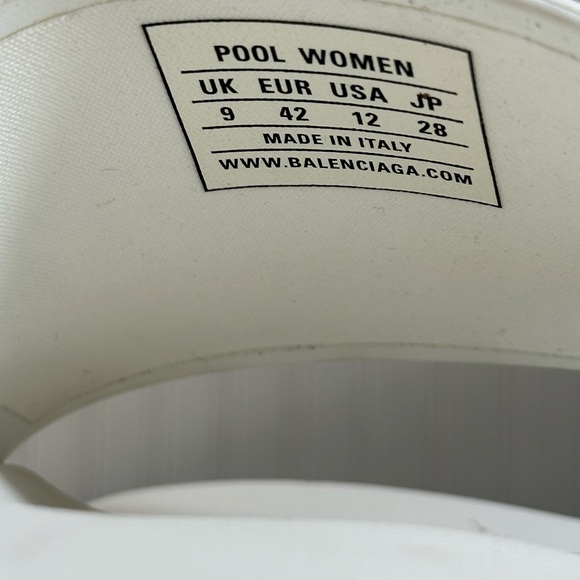 POOL WOMEN
UK EUR USA JP
9 42 12 28
MADE IN ITALY
WWW.BALENCIAGA.COM